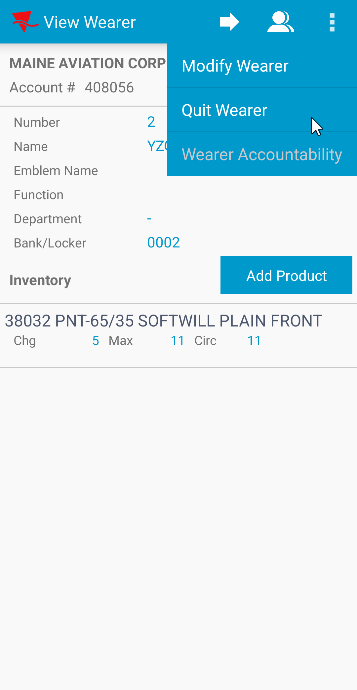 View Wearer
MAINE AVIATION CORP
Account # 408056
Modify Wearer
Quit Wearer
Wearer Accountability
Number 2
Name
Emblem Name
Function
Department -
Bank/Locker 0002
Inventory
Add Product
38032 PNT-65/35 SOFTWILL PLAIN FRONT
Chg 5 Max 11 Circ 11